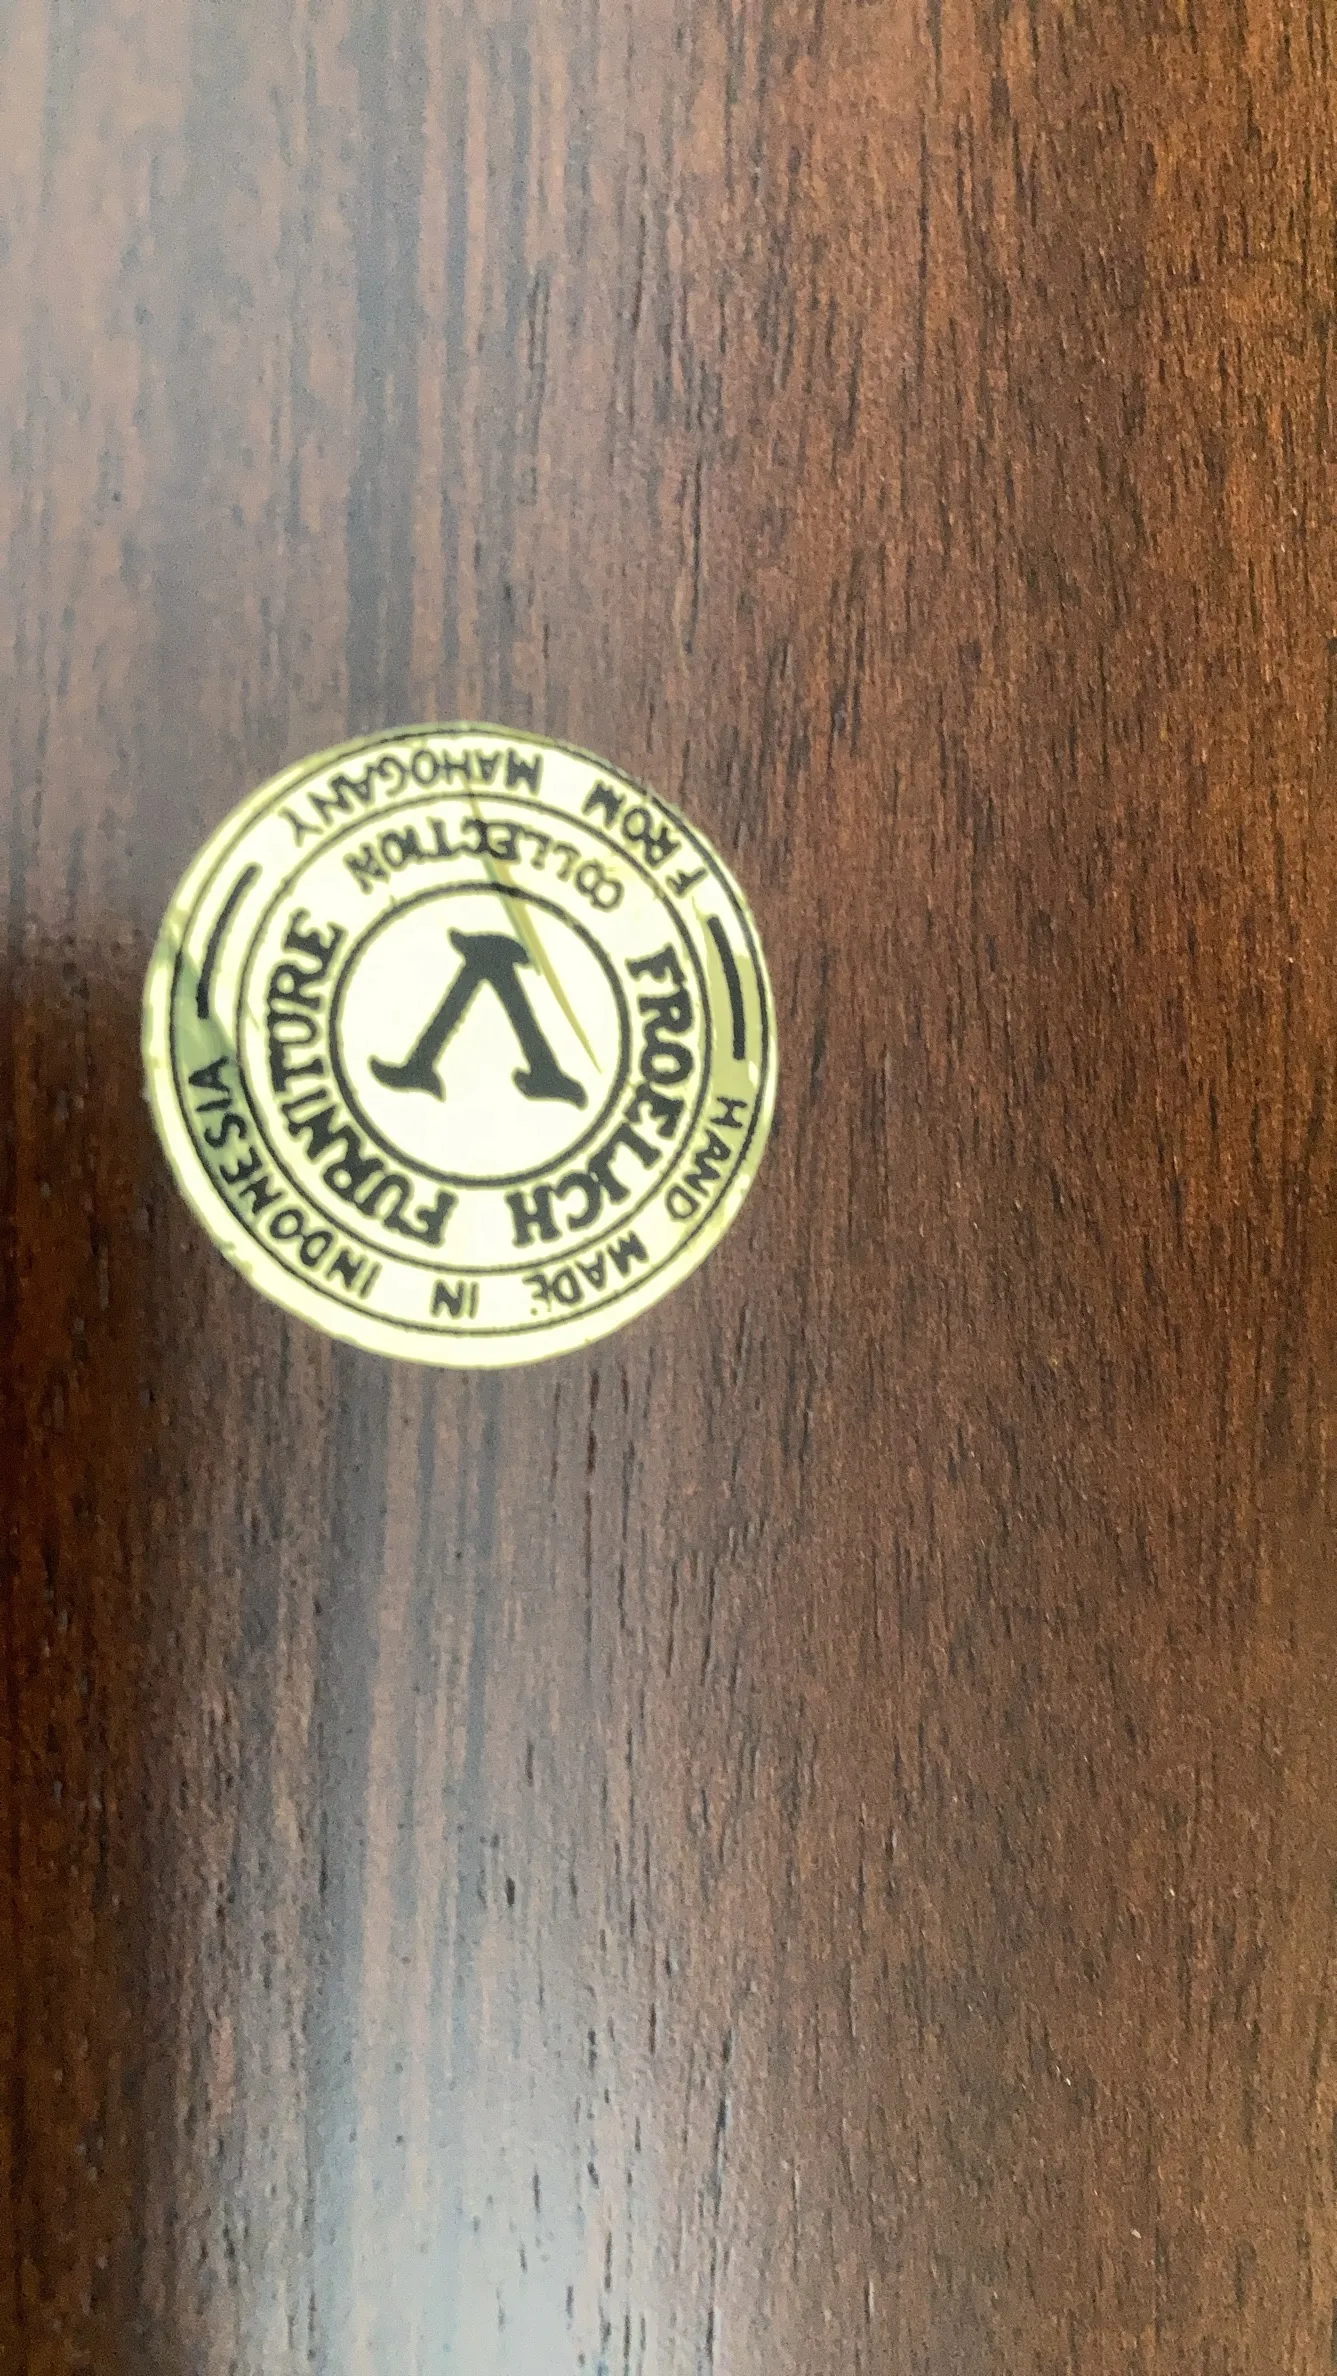 HAND MADE IN INDONESIA
FROM MAHOGANY
FROELICH FURNITURE
COLLECTION
V